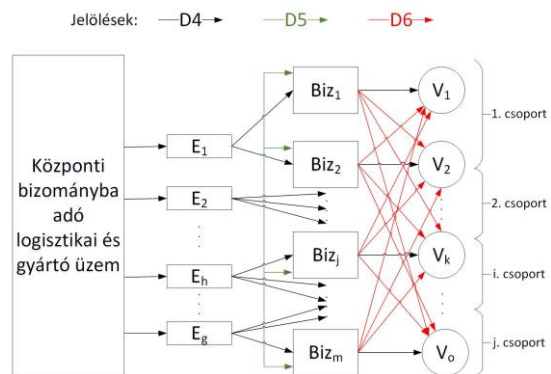 Jelölések: D4 D5 D6
Központi
bizományba
adó
logisztikai és
gyártó üzem
E1
E2
Eh
Eg
Biz1
Biz2
Bizj
Bizm
V1
V2
Vk
Vo
1. csoport
2. csoport
i. csoport
j. csoport